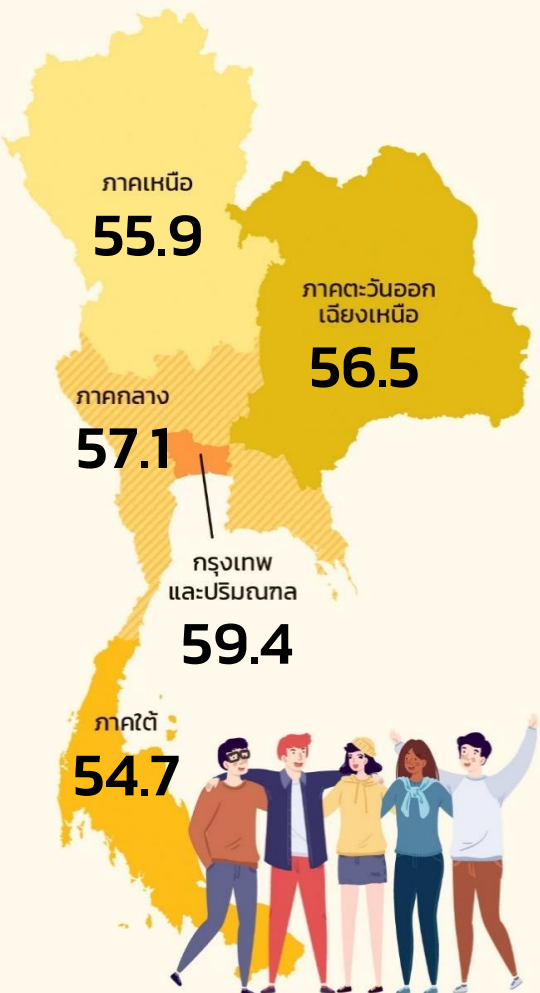 ภาคเหนือ
55.9
ภาคตะวันออก
เฉียงเหนือ
56.5
ภาคกลาง
57.1
กรุงเทพ
และปริมณฑล
59.4
ภาคใต้
54.7